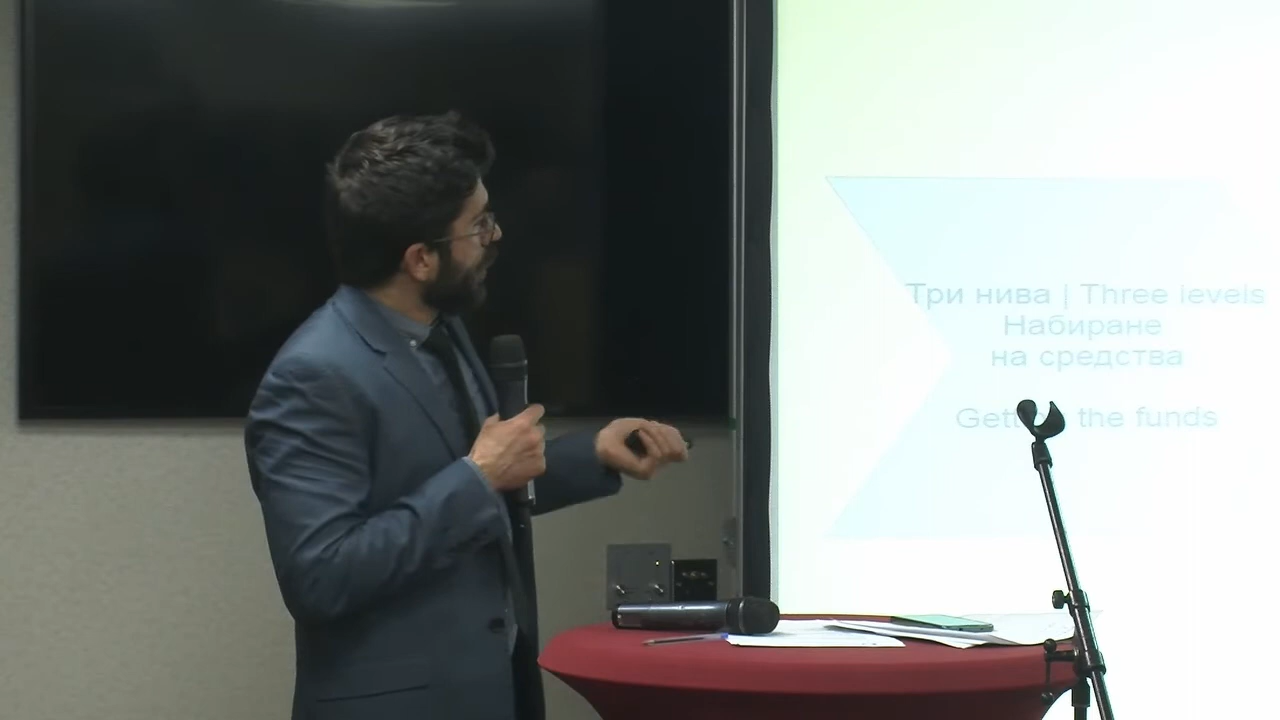 Три нива | Three levels
Набиране
на средства
the funds